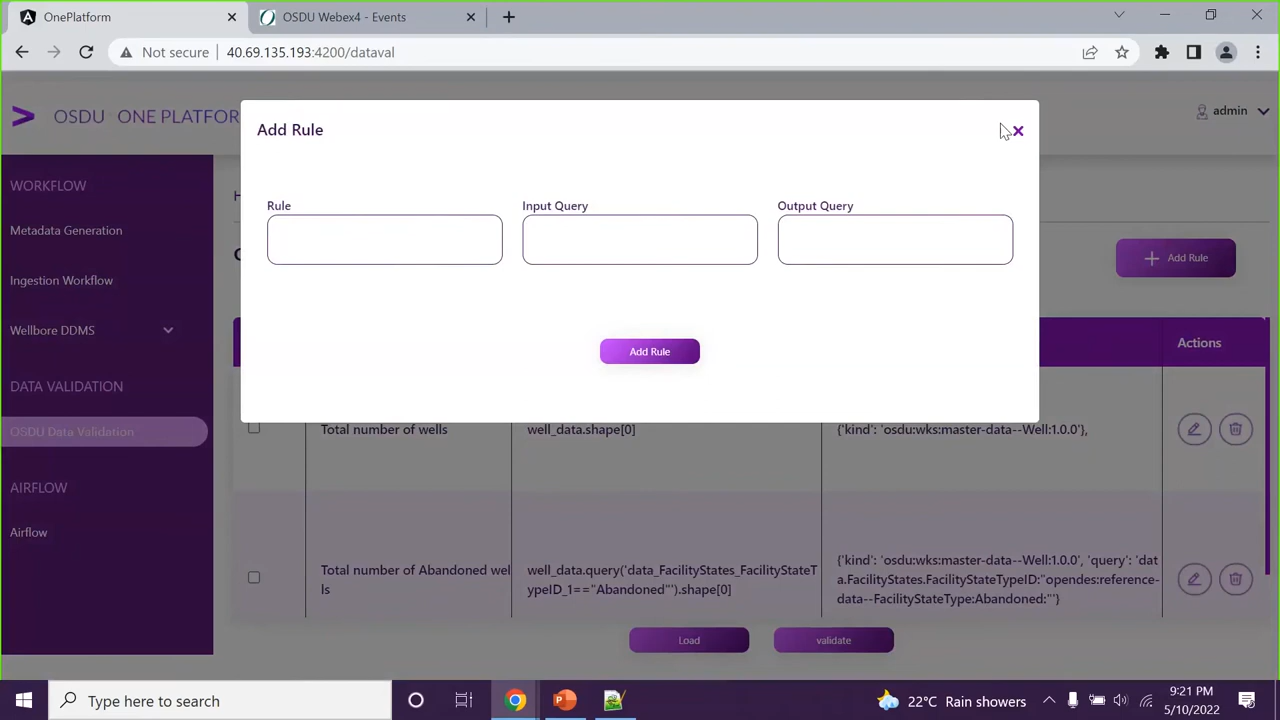 OnePlatform
OSDU Webex4 - Events
Not secure
40.69.135.193:4200/dataval
OSDU ONE PLATFOR
admin
Add Rule
Rule
Input Query
Output Query
Add Rule
WORKFLOW
Metadata Generation
Ingestion Workflow
Wellbore DDMS
DATA VALIDATION
OSDU Data Validation
AIRFLOW
Airflow
Add Rule
Actions
Total number of wells
well_data.shape[0]
{'kind': 'osdu:wks:master-data--Well:1.0.0'},
Total number of Abandoned wel
ls
well_data.query('data_FacilityStates_FacilityStateT
ypeID_1=="Abandoned"').shape[0]
{'kind': 'osdu:wks:master-data--Well:1.0.0', 'query': 'dat
a.FacilityStates.FacilityStateTypeID:"opendes:reference-
data--FacilityStateType:Abandoned:"'}
Load
validate
Type here to search
22°C Rain showers
9:21 PM
5/10/2022